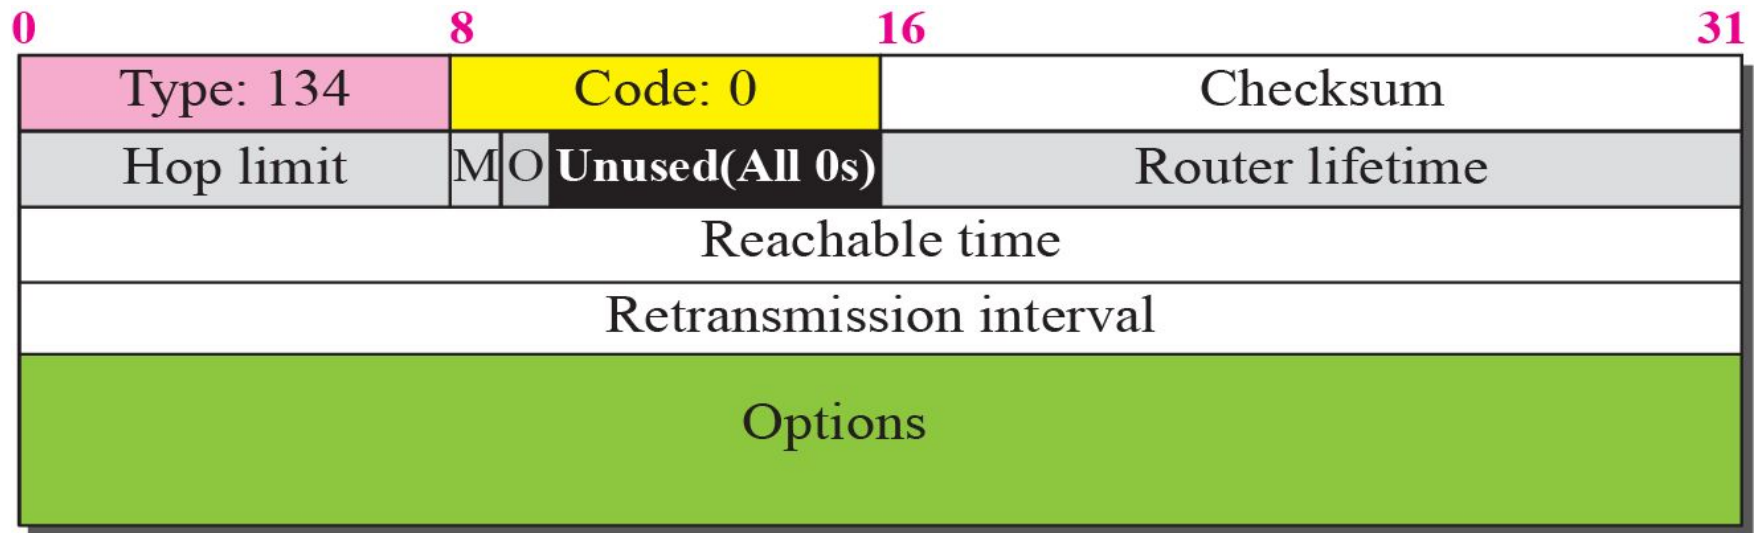 0 8 16 31
Type: 134 Code: 0 Checksum
Hop limit M O Unused(All 0s) Router lifetime
Reachable time
Retransmission interval
Options